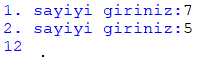 1. sayiyi giriniz:7
2. sayiyi giriniz:5
12
.